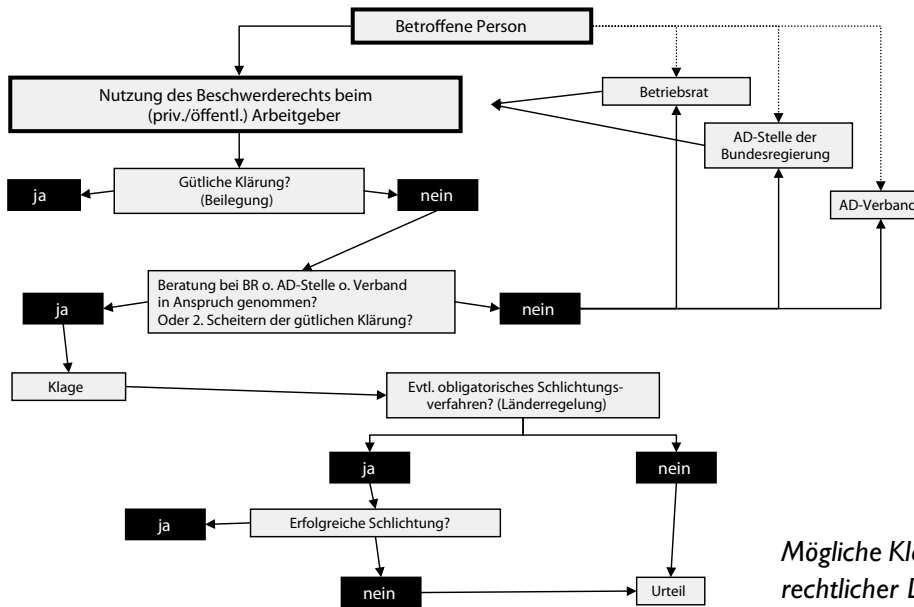 Betroffene Person
Nutzung des Beschwerderechts beim
(priv./öffentl.) Arbeitgeber
Betriebsrat
AD-Stelle der
Bundesregierung
AD-Verband
ja
Gütliche Klärung?
(Beilegung)
nein
ja
Beratung bei BR o. AD-Stelle o. Verband
in Anspruch genommen?
Oder 2. Scheitern der gütlichen Klärung?
nein
Klage
Evtl. obligatorisches Schlichtungs-
verfahren? (Länderregelung)
ja
nein
ja
Erfolgreiche Schlichtung?
nein
Urteil
Mögliche
rechtlicher